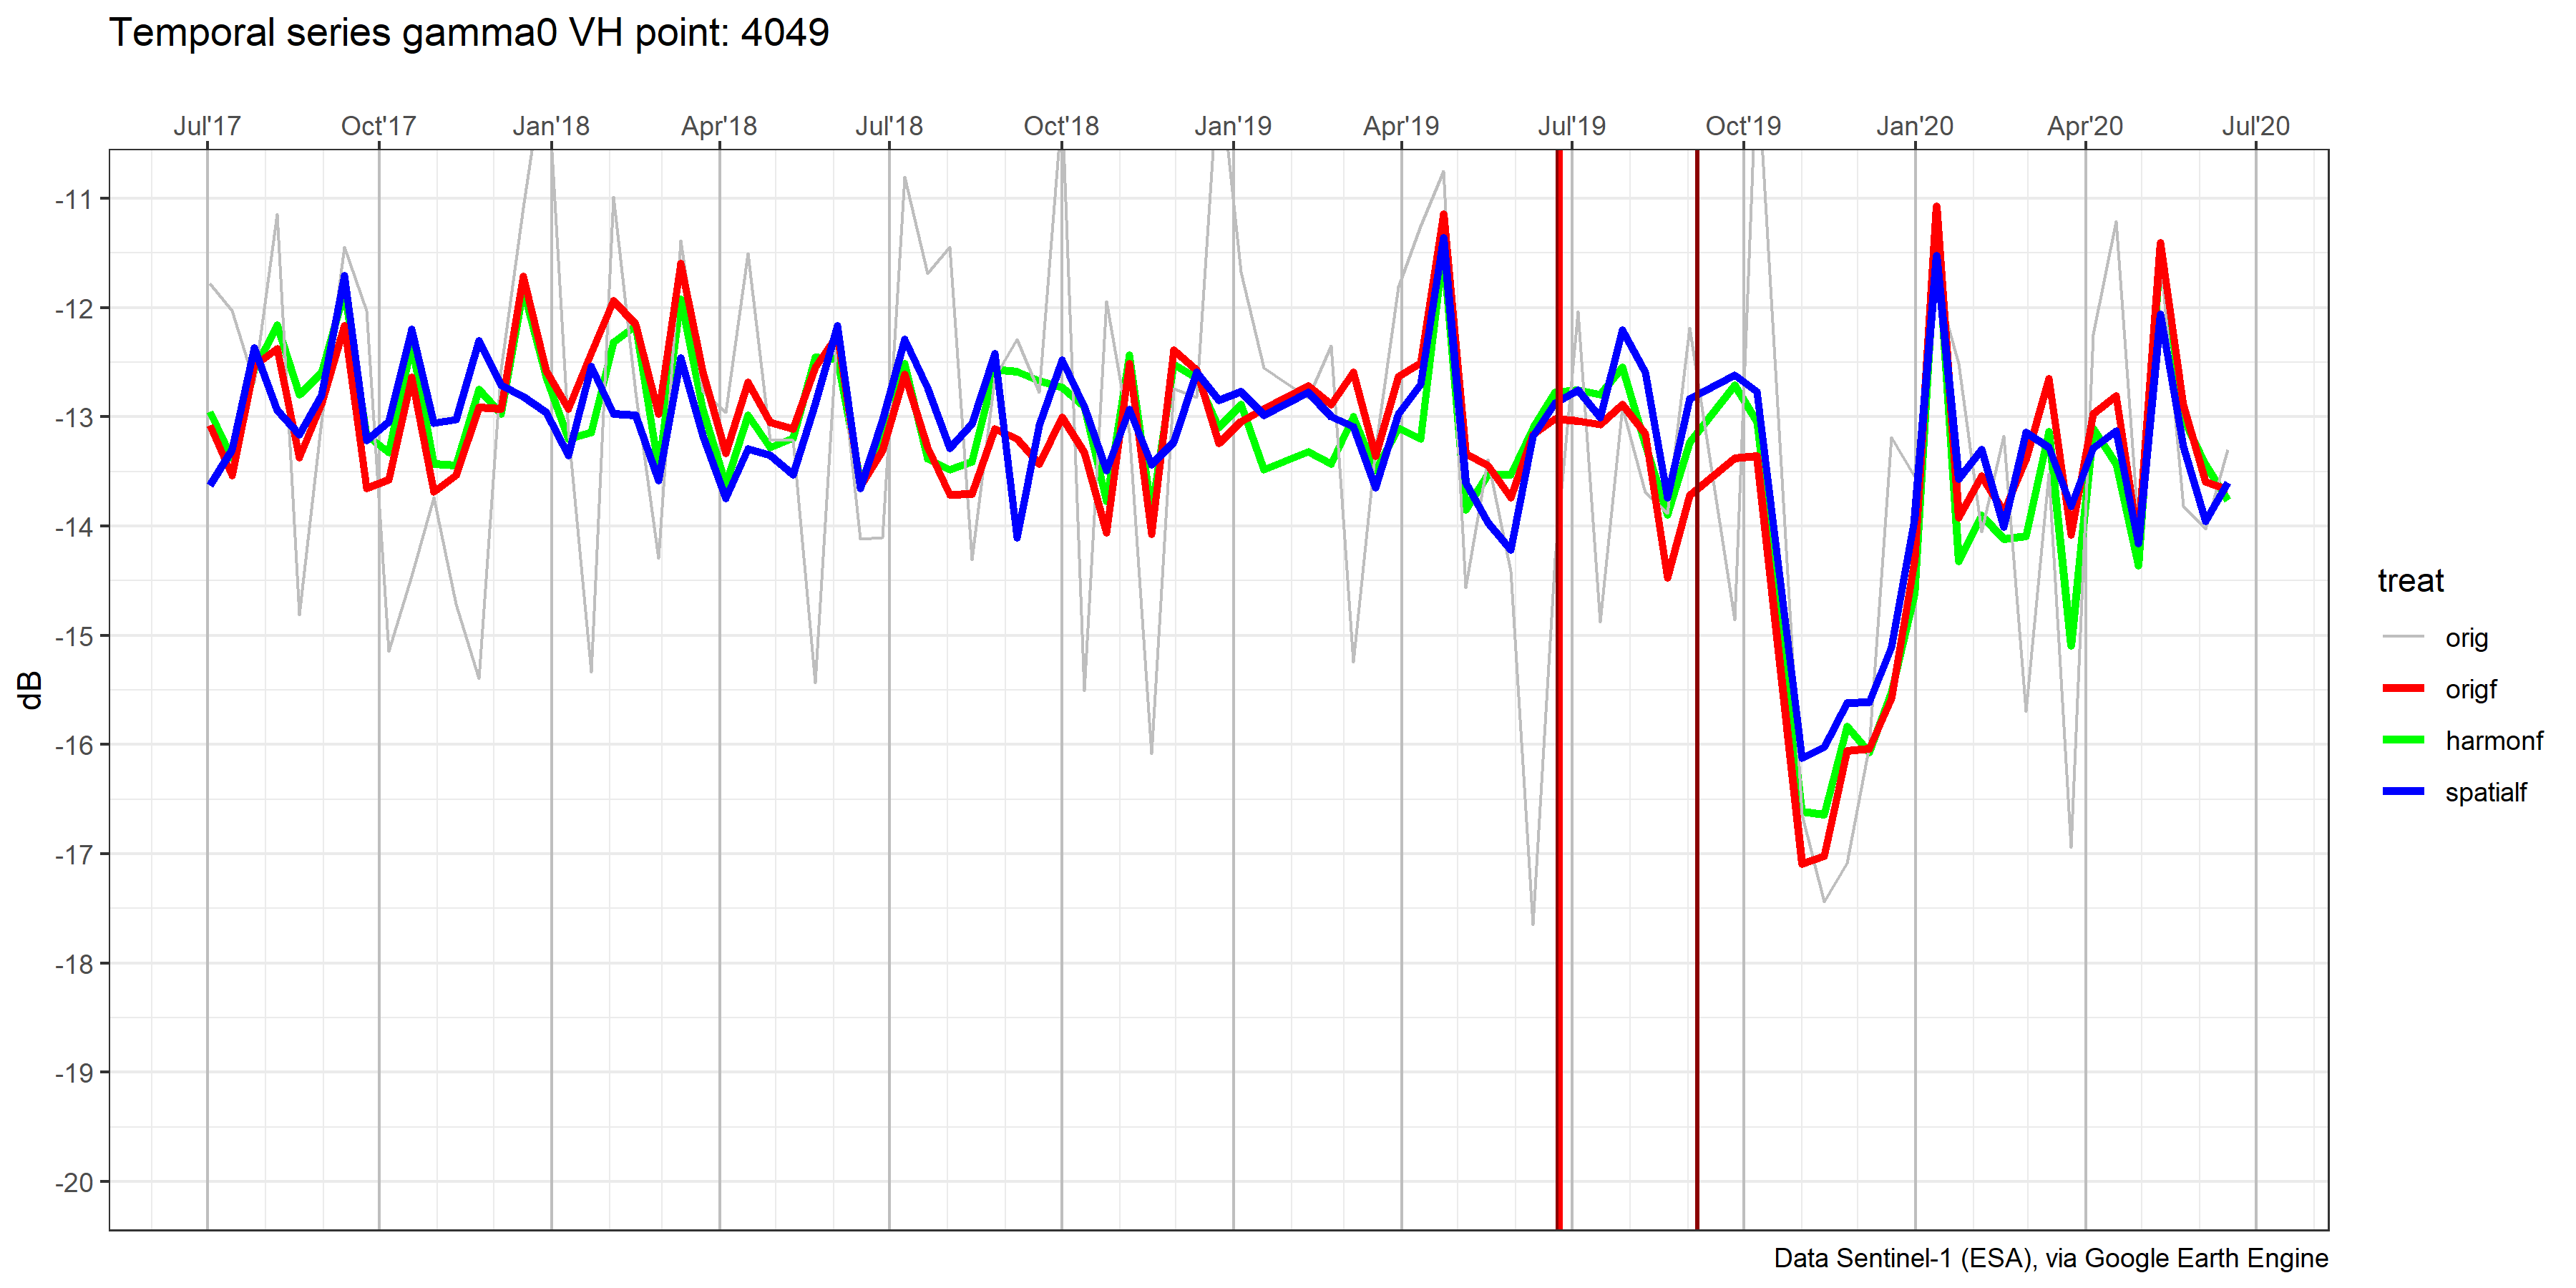 Temporal series gamma0 VH point: 4049
Jul'17 Oct'17 Jan'18 Apr'18 Jul'18 Oct'18 Jan'19 Apr'19 Jul'19 Oct'19 Jan'20 Apr'20 Jul'20
-11
-12
-13
-14
-15
-16
-17
-18
-19
-20
dB
treat
orig
origf
harmonf
spatialf
Data Sentinel-1 (ESA), via Google Earth Engine